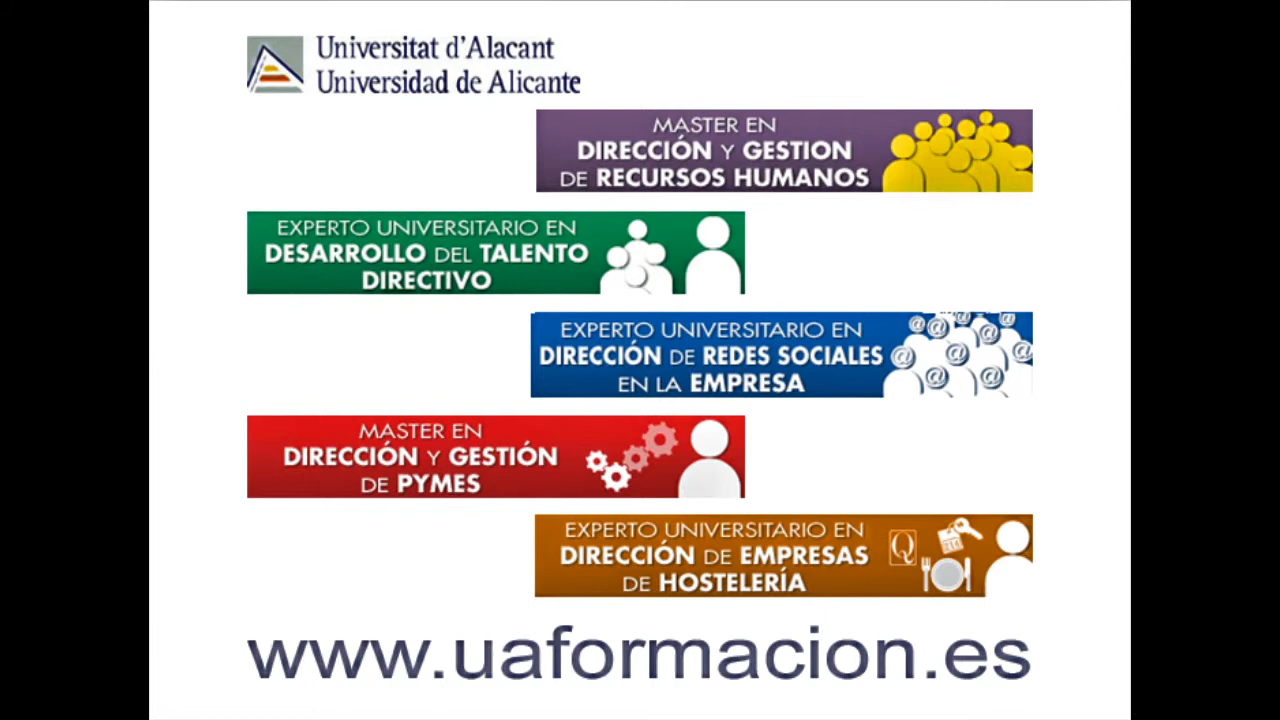 Universitat d'Alacant
Universidad de Alicante
MASTER EN
DIRECCIÓN Y GESTION
DE RECURSOS HUMANOS
EXPERTO UNIVERSITARIO EN
DESARROLLO DEL TALENTO
DIRECTIVO
EXPERTO UNIVERSITARIO EN
DIRECCIÓN DE REDES SOCIALES
EN LA EMPRESA
MASTER EN
DIRECCIÓN Y GESTIÓN
DE PYMES
EXPERTO UNIVERSITARIO EN
DIRECCIÓN DE EMPRESAS
DE HOSTELERÍA
Q
www.uaformacion.es